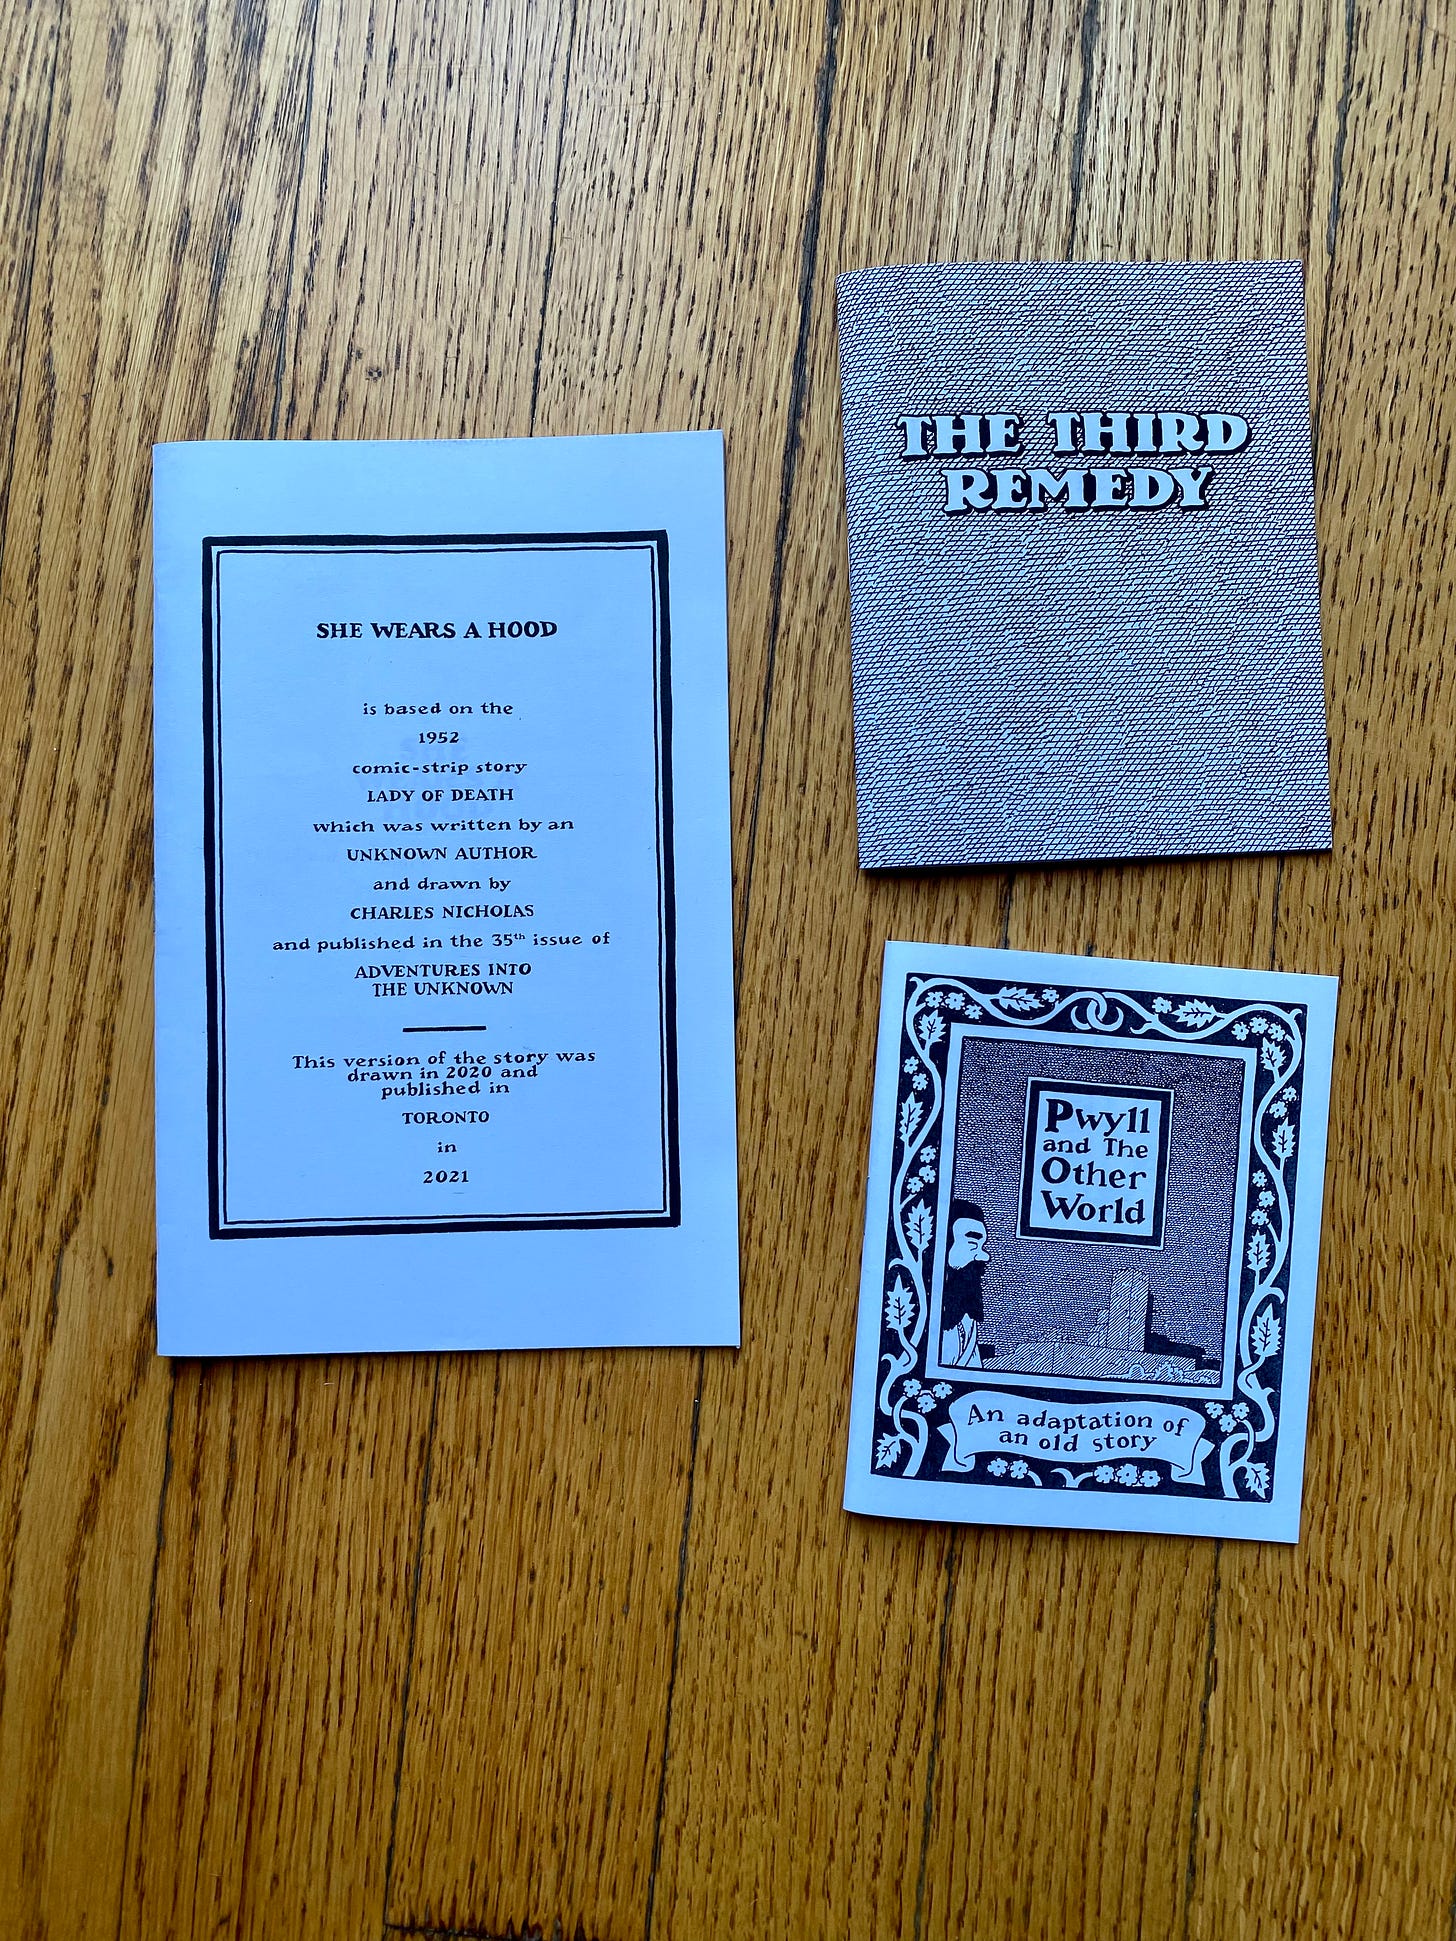 SHE WEARS A HOOD
is based on the
1952
comic-strip story
LADY OF DEATH
which was written by an
UNKNOWN AUTHOR
and drawn by
CHARLES NICHOLAS
and published in the 35th issue of
ADVENTURES INTO
THE UNKNOWN
This version of the story was
drawn in 2020 and
published in
TORONTO
in
2021
THE THIRD
REMEDY
Pwyll
and The
Other
World
An adaptation of
an old story